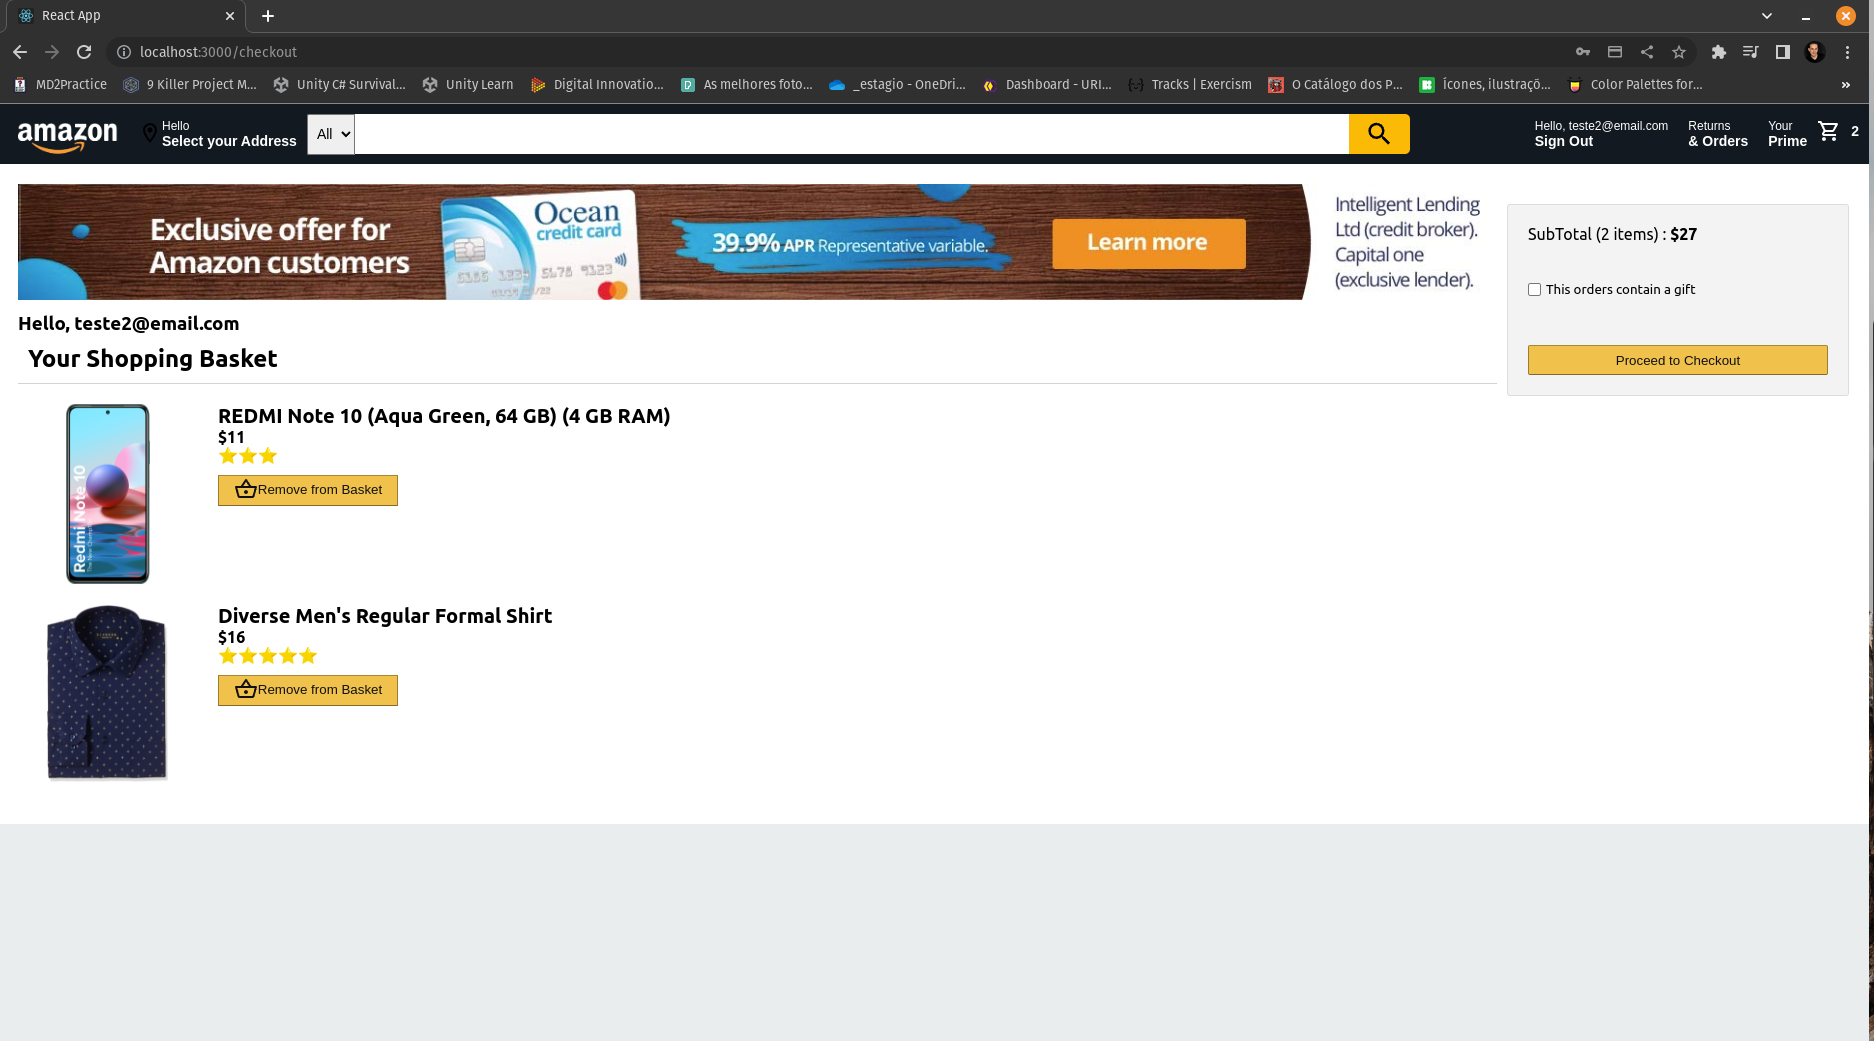 React App
localhost:3000/checkout
MD2Practice
9 Killer Project M...
Unity C# Survival...
Unity Learn
Digital Innovatio...
As melhores foto...
_estagio - OneDri...
Dashboard - URI...
Tracks | Exercism
O Catálogo dos P...
Ícones, ilustraçõ...
Color Palettes for...
»
amazon
Hello
Select your Address
All
Hello, teste2@email.com
Sign Out
Returns
& Orders
Your
Prime
2
Exclusive offer for
Amazon customers
Ocean
credit card
39.9% APR Representative variable.
Learn more
Intelligent Lending
Ltd (credit broker).
Capital one
(exclusive lender).
SubTotal (2 items) : $27
This orders contain a gift
Proceed to Checkout
Hello, teste2@email.com
Your Shopping Basket
Redmi Note 10
REDMI Note 10 (Aqua Green, 64 GB) (4 GB RAM)
$11
Remove from Basket
Diverse Men's Regular Formal Shirt
$16
Remove from Basket